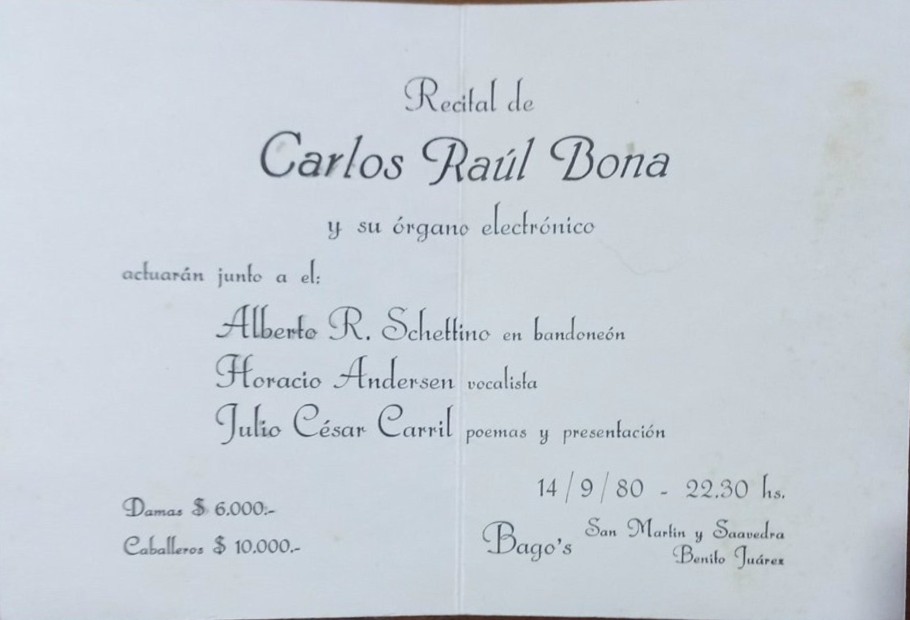 Recital de
Carlos Raúl Bona
y su órgano electrónico
actuarán junto a el:
Alberto R. Schettino en bandoneón
Horacio Andersen vocalista
Julio César Carril poemas y presentación
14/9/80 - 22.30 hs.
Damas $ 6.000.-
Caballeros $ 10.000.-
Bago's San Martín y Saavedra
Benito Juárez